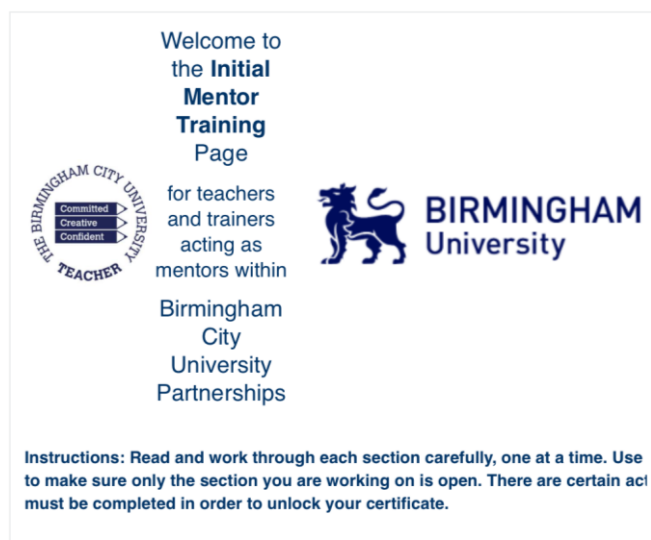 Welcome to
the Initial
Mentor
Training
Page
for teachers
and trainers
acting as
mentors within
Birmingham
City
University
Partnerships
THE BIRMINGHAM CITY UNIVERSITY
Committed
Creative
Confident
TEACHER
BIRMINGHAM
University
Instructions: Read and work through each section carefully, one at a time. Use
to make sure only the section you are working on is open. There are certain
must be completed in order to unlock your certificate.